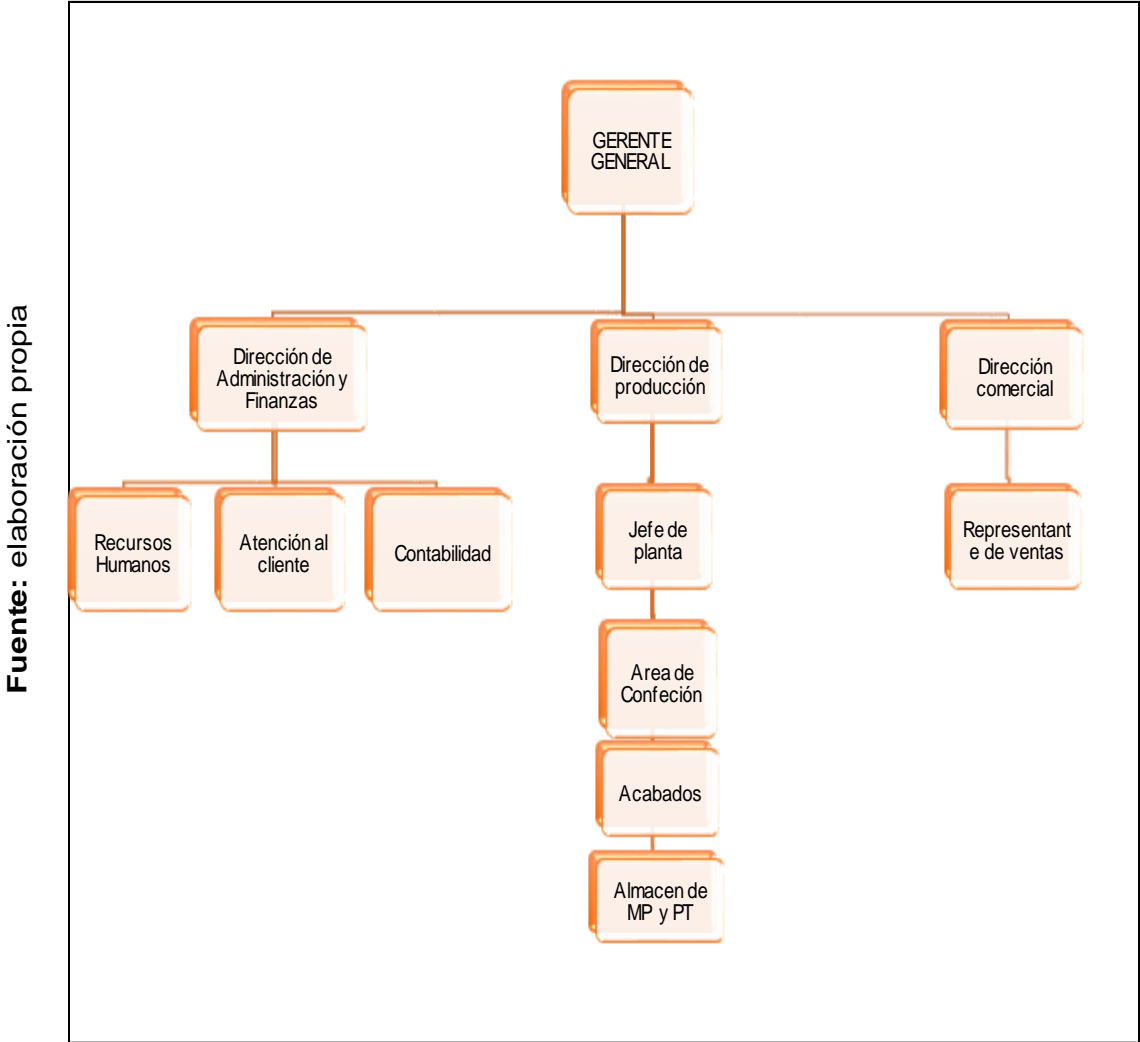 GERENTE
GENERAL
Dirección de
Administración y
Finanzas
Dirección de
producción
Dirección
comercial
Recursos
Humanos
Atención al
cliente
Contabilidad
Jefe de
planta
Representant
e de ventas
Area de
Confeción
Acabados
Almacen de
MP y PT
Fuente: elaboración propia